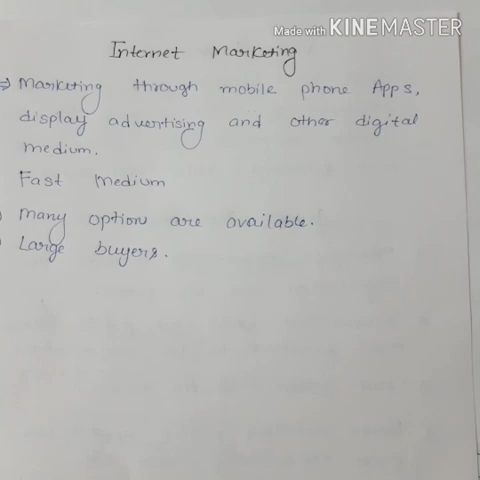 Made with KINEMASTER
Internet Marketing
⇒ Marketing through mobile phone Apps,
display advertising and other digital
medium.
Fast Medium
Many option are available.
Large buyers.